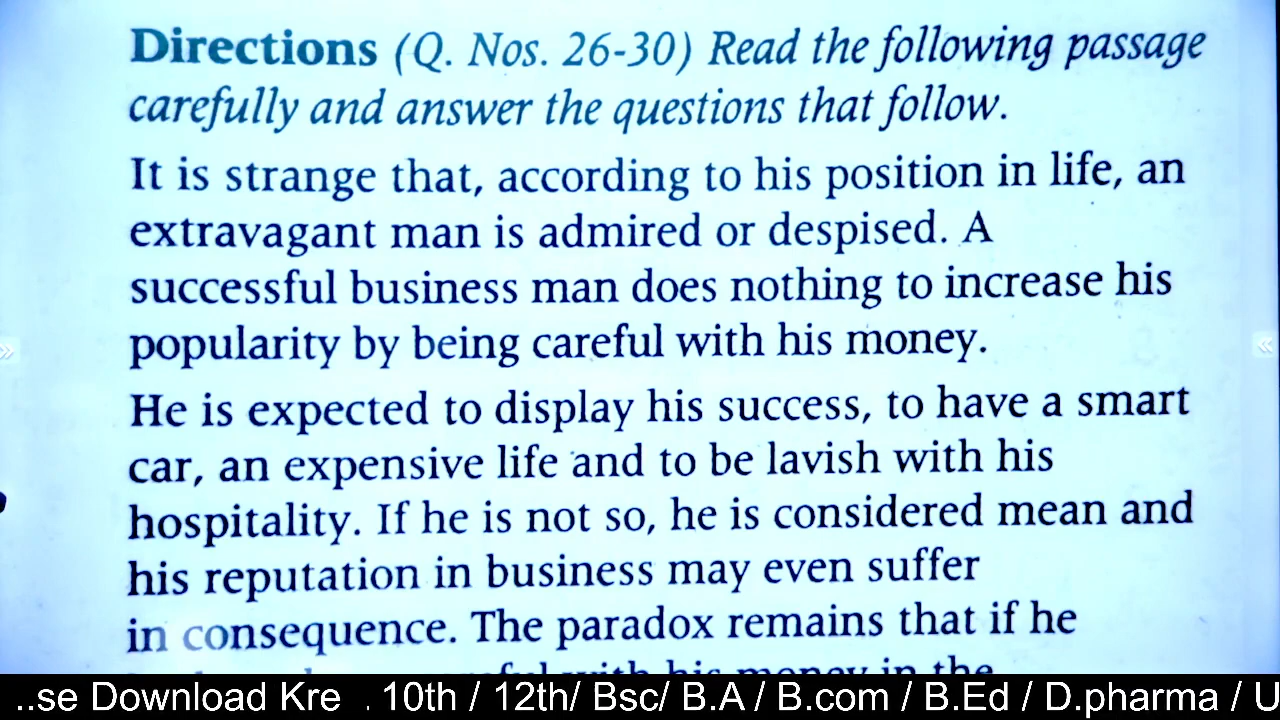 Directions (Q. Nos. 26-30) Read the following passage
carefully and answer the questions that follow.
It is strange that, according to his position in life, an
extravagant man is admired or despised. A
successful business man does nothing to increase his
popularity by being careful with his money.
He is expected to display his success, to have a smart
car, an expensive life and to be lavish with his
hospitality. If he is not so, he is considered mean and
his reputation in business may even suffer
in consequence. The paradox remains that if he
with his money in the
..se Download Kre . 10th / 12th/ Bsc/ B.A / B.com / B.Ed / D.pharma / U